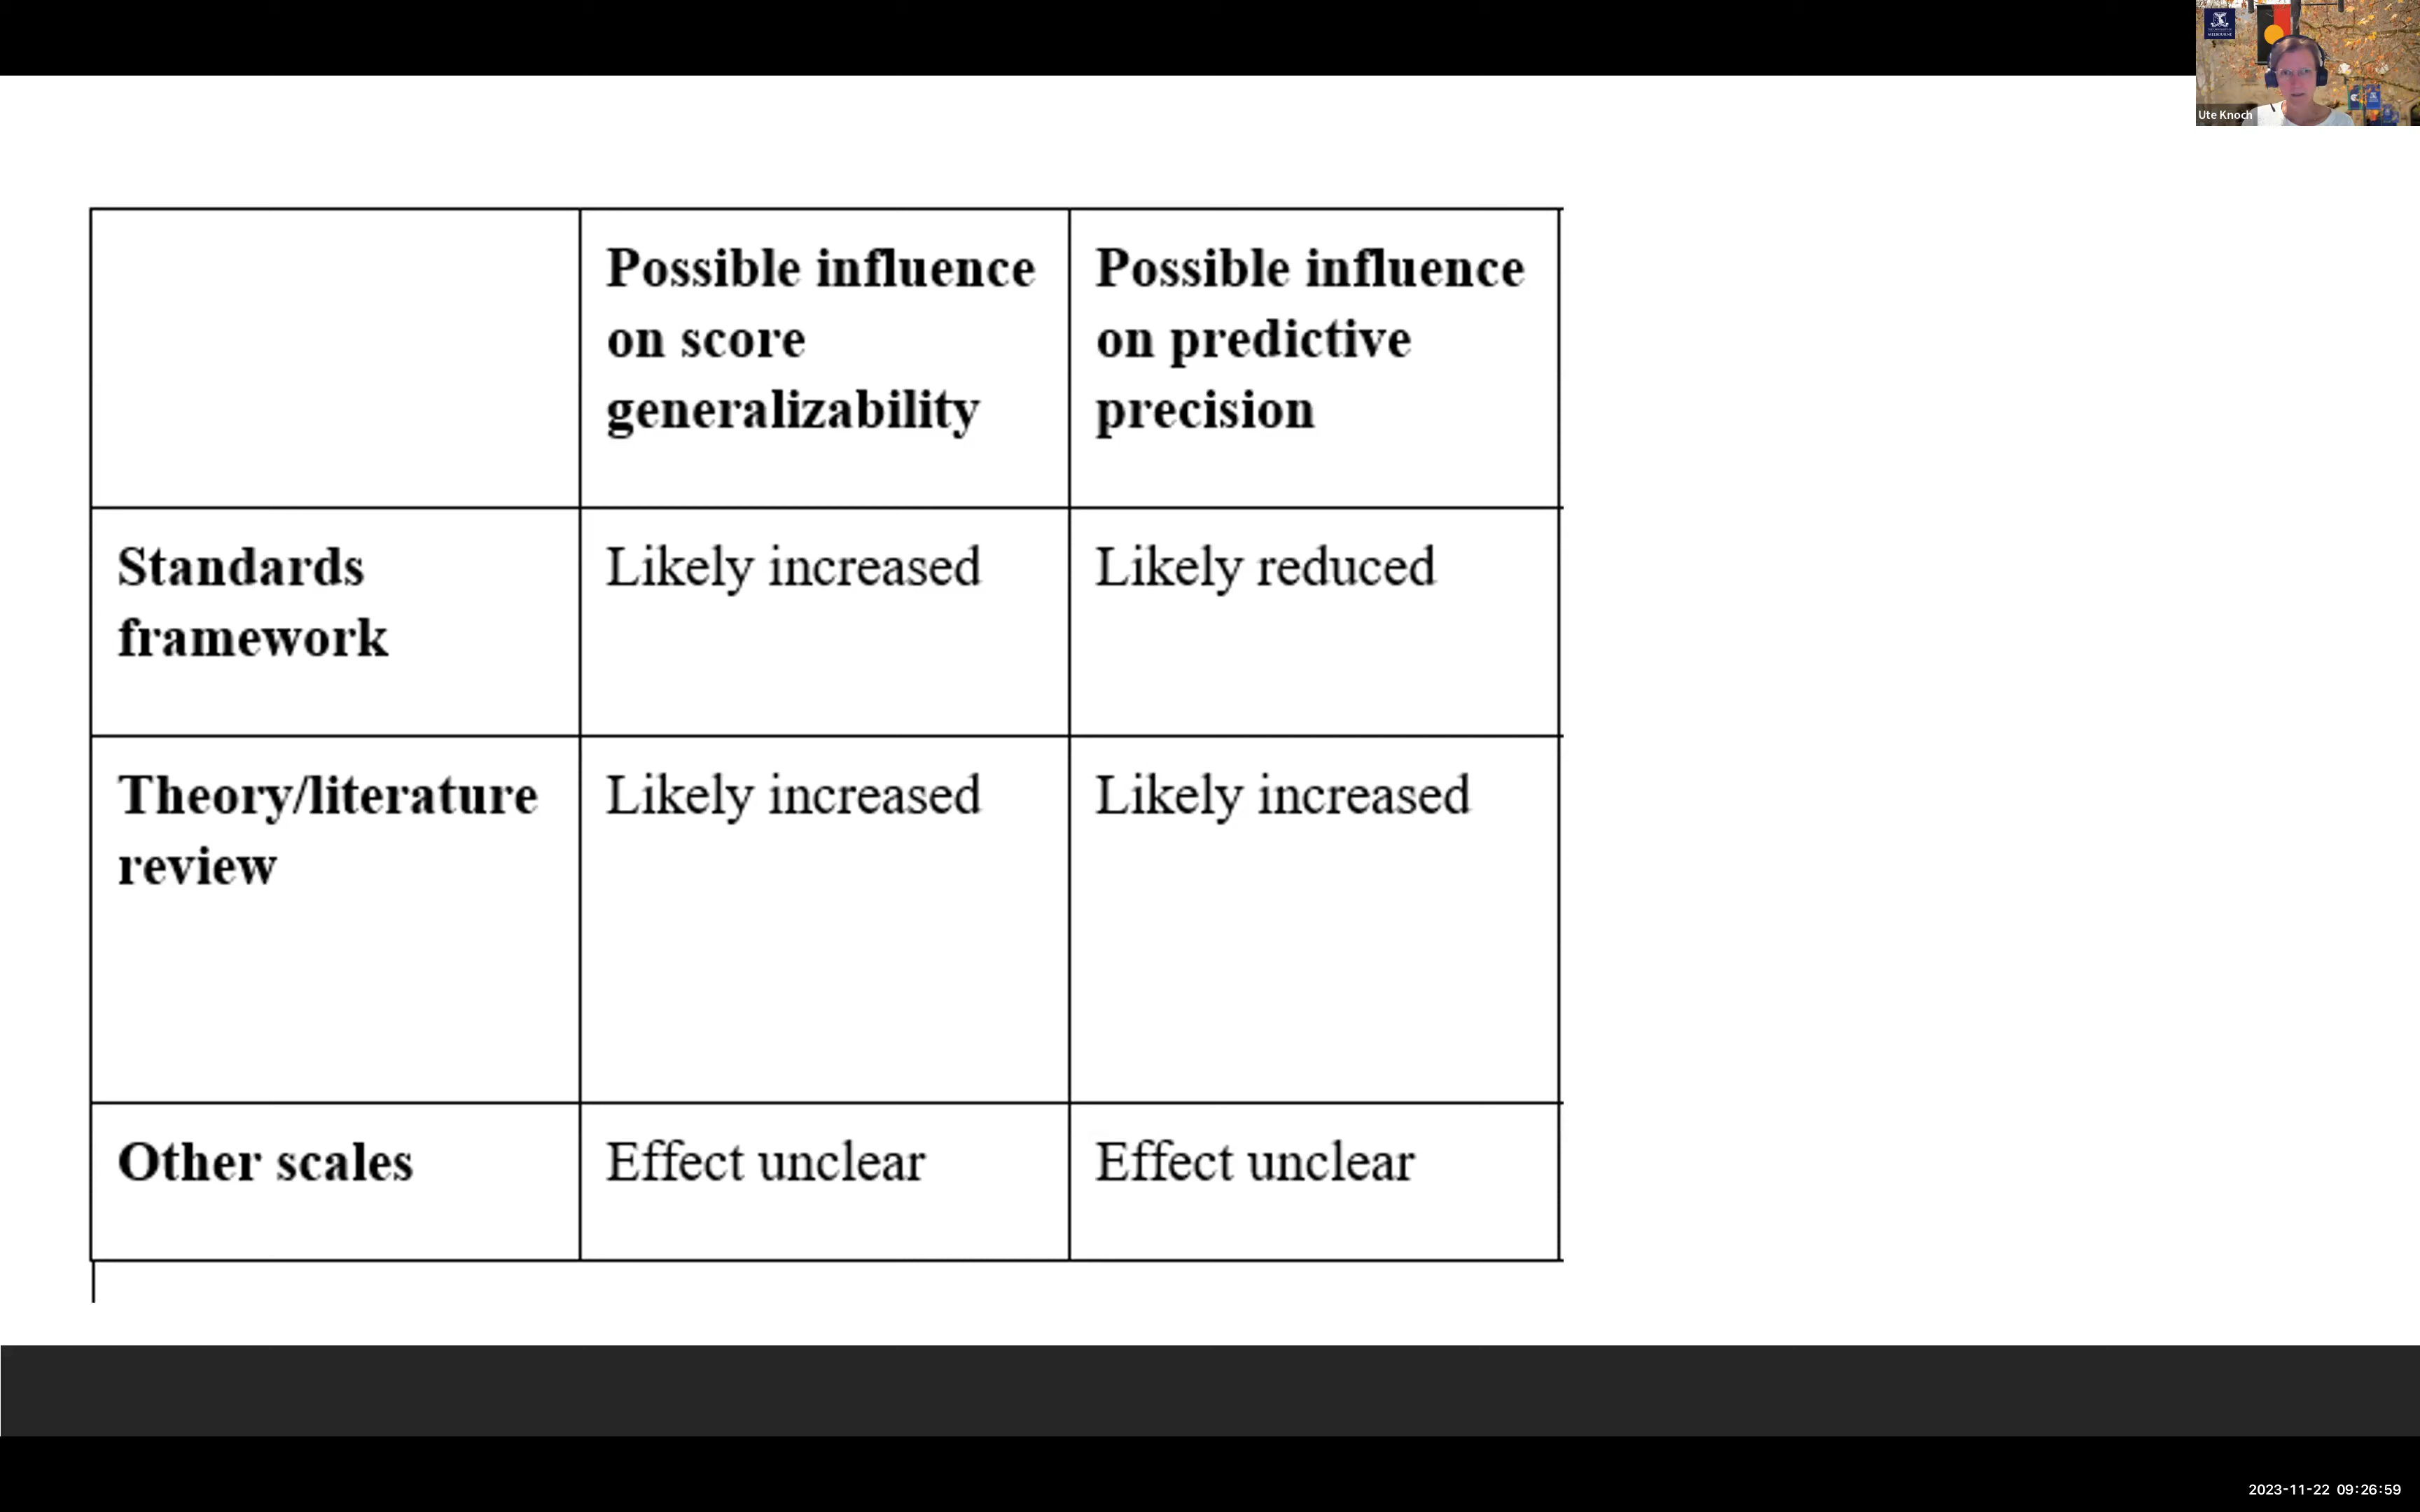 Ute Knoch
Possible influence
on score
generalizability
Possible influence
on predictive
precision
Standards
framework
Likely increased
Likely reduced
Theory/literature
review
Likely increased
Likely increased
Other scales
Effect unclear
Effect unclear
2023-11-22 09:26:59